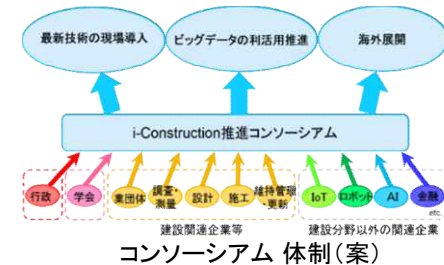 最新技術の現場導入
ビッグデータの利活用推進
海外展開
i-Construction推進コンソーシアム
行政
学会
業団体
調査・
測量
設計
施工
維持管理・
更新
IoT
ロボット
AI
金融
etc.
建設関連企業等
建設分野以外の関連企業
コンソーシアム 体制(案)